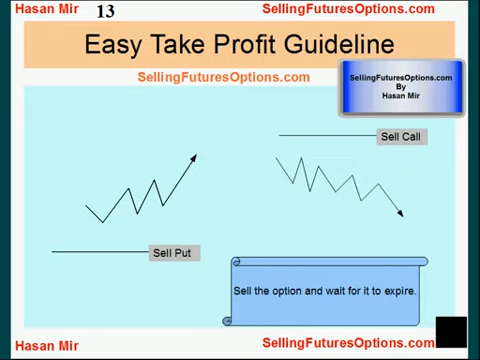 Hasan Mir
13
SellingFuturesOptions.com
Easy Take Profit Guideline
SellingFuturesOptions.com
SellingFuturesOptions.com
By
Hasan Mir
Sell Call
Sell Put
Sell the option and wait for it to expire.
Hasan Mir
SellingFuturesOptions.com